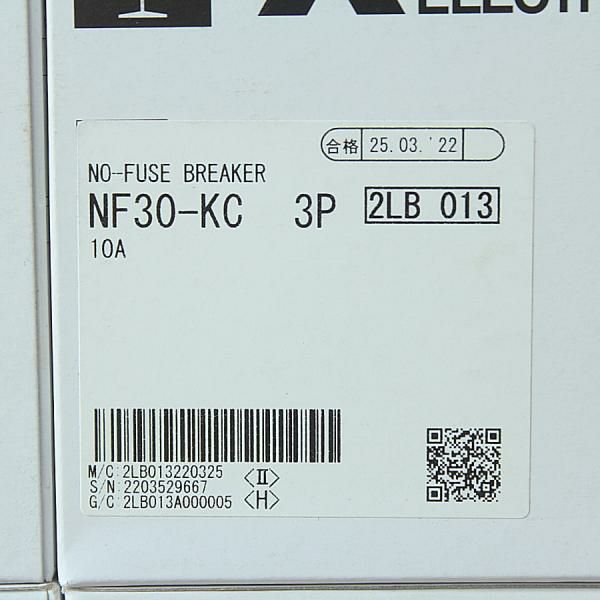 合格 25.03.'22
NO-FUSE BREAKER
NF30-KC 3P 2LB 013
10A
M/C:2LB013220325 〈Ⅱ〉
S/N:2203529667
G/C:2LB013A000005 〈H〉